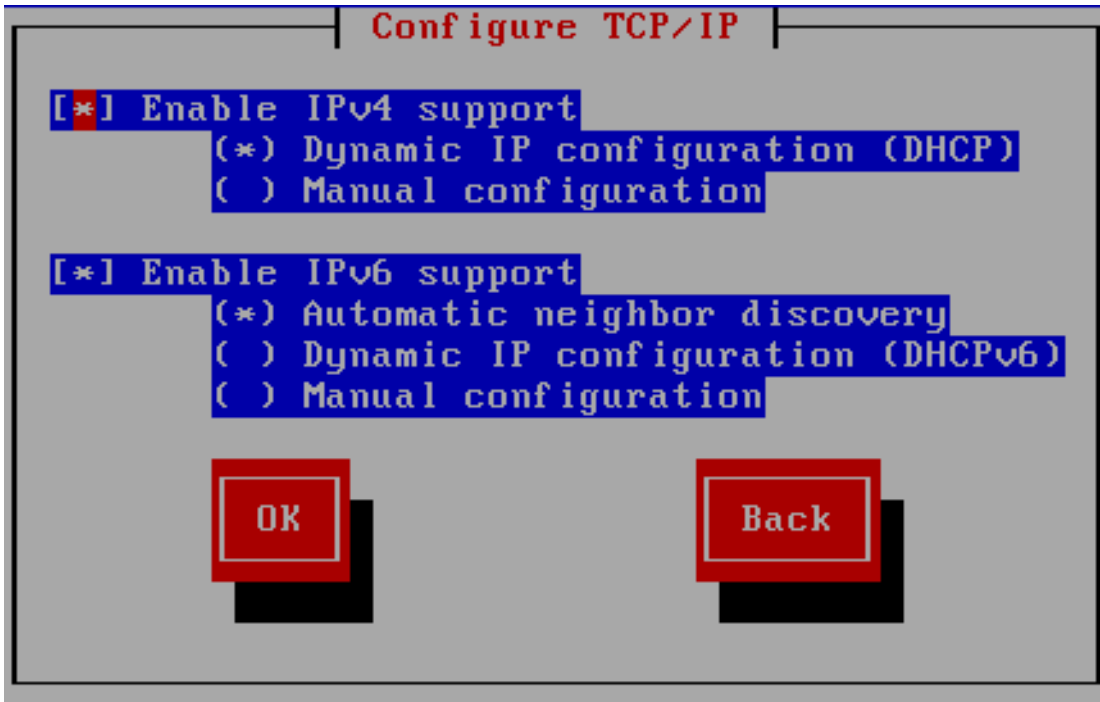 Configure TCP/IP
[*] Enable IPv4 support
(*) Dynamic IP configuration (DHCP)
( ) Manual configuration
[*] Enable IPv6 support
(*) Automatic neighbor discovery
( ) Dynamic IP configuration (DHCPv6)
( ) Manual configuration
OK Back